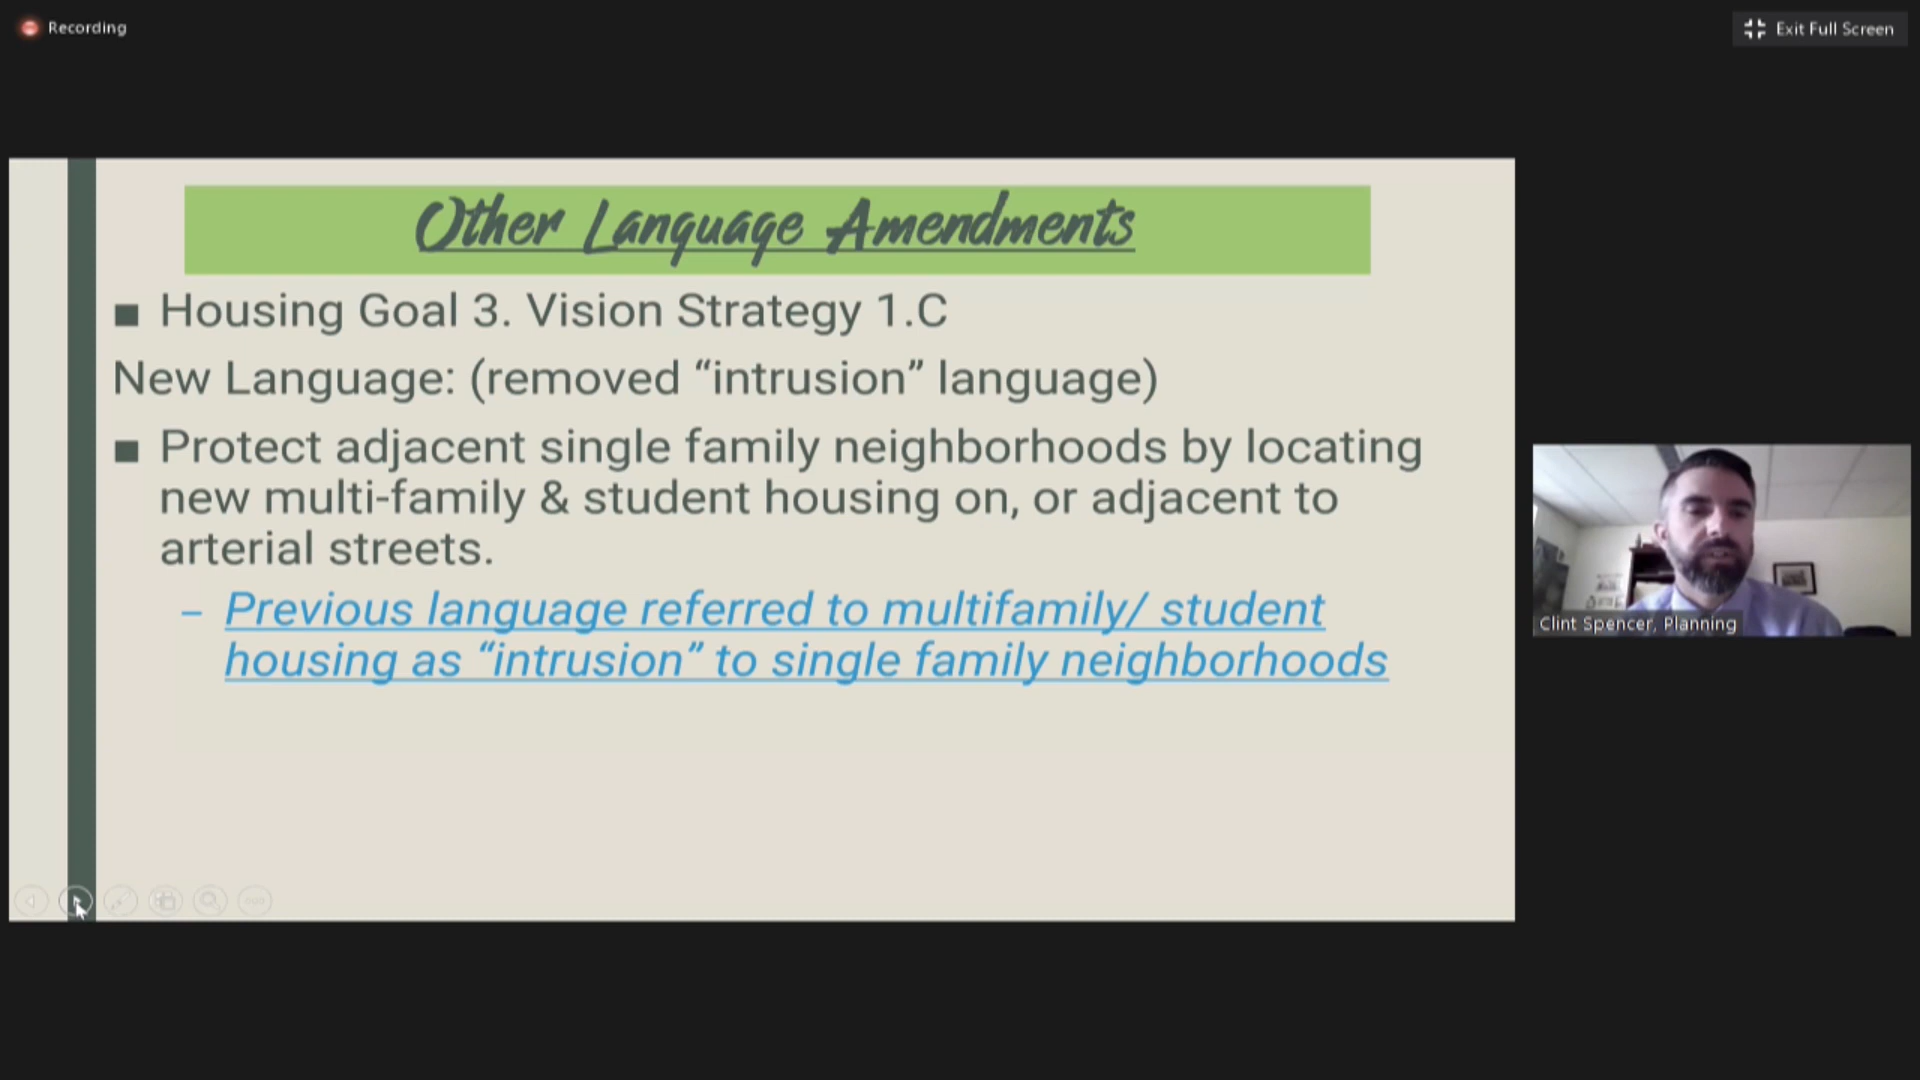 Recording
Exit Full Screen
Other Language Amendments
■ Housing Goal 3. Vision Strategy 1.C
New Language: (removed “intrusion” language)
■ Protect adjacent single family neighborhoods by locating
new multi-family & student housing on, or adjacent to
arterial streets.
– Previous language referred to multifamily/ student
housing as “intrusion” to single family neighborhoods
Clint Spencer, Planning